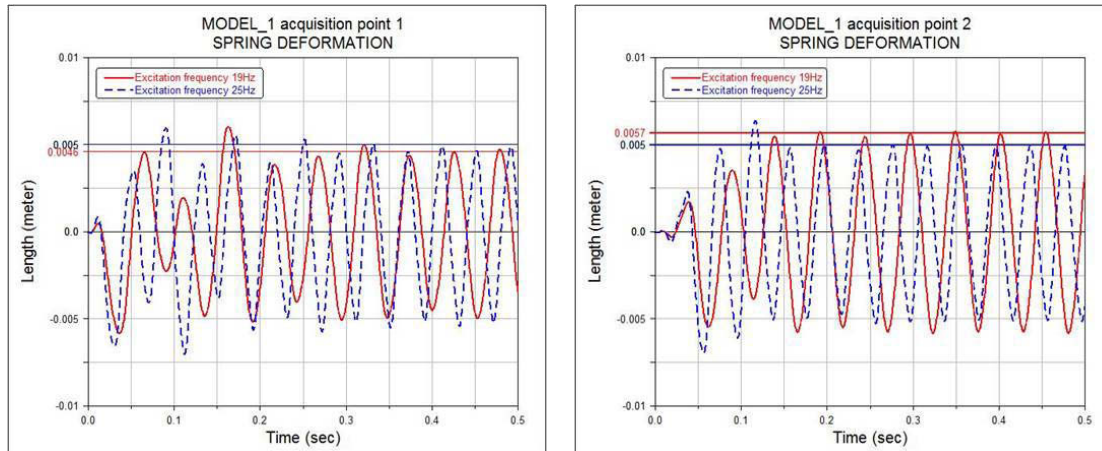 MODEL_1 acquisition point 1
SPRING DEFORMATION
0.01
Excitation frequency 19Hz
Excitation frequency 25Hz
0.005
0.0046
0.0
-0.005
-0.01
Length (meter)
0.0 0.1 0.2 0.3 0.4 0.5
Time (sec)
MODEL_1 acquisition point 2
SPRING DEFORMATION
0.01
Excitation frequency 19Hz
Excitation frequency 25Hz
0.0057
0.005
0.0
-0.005
-0.01
Length (meter)
0.0 0.1 0.2 0.3 0.4 0.5
Time (sec)